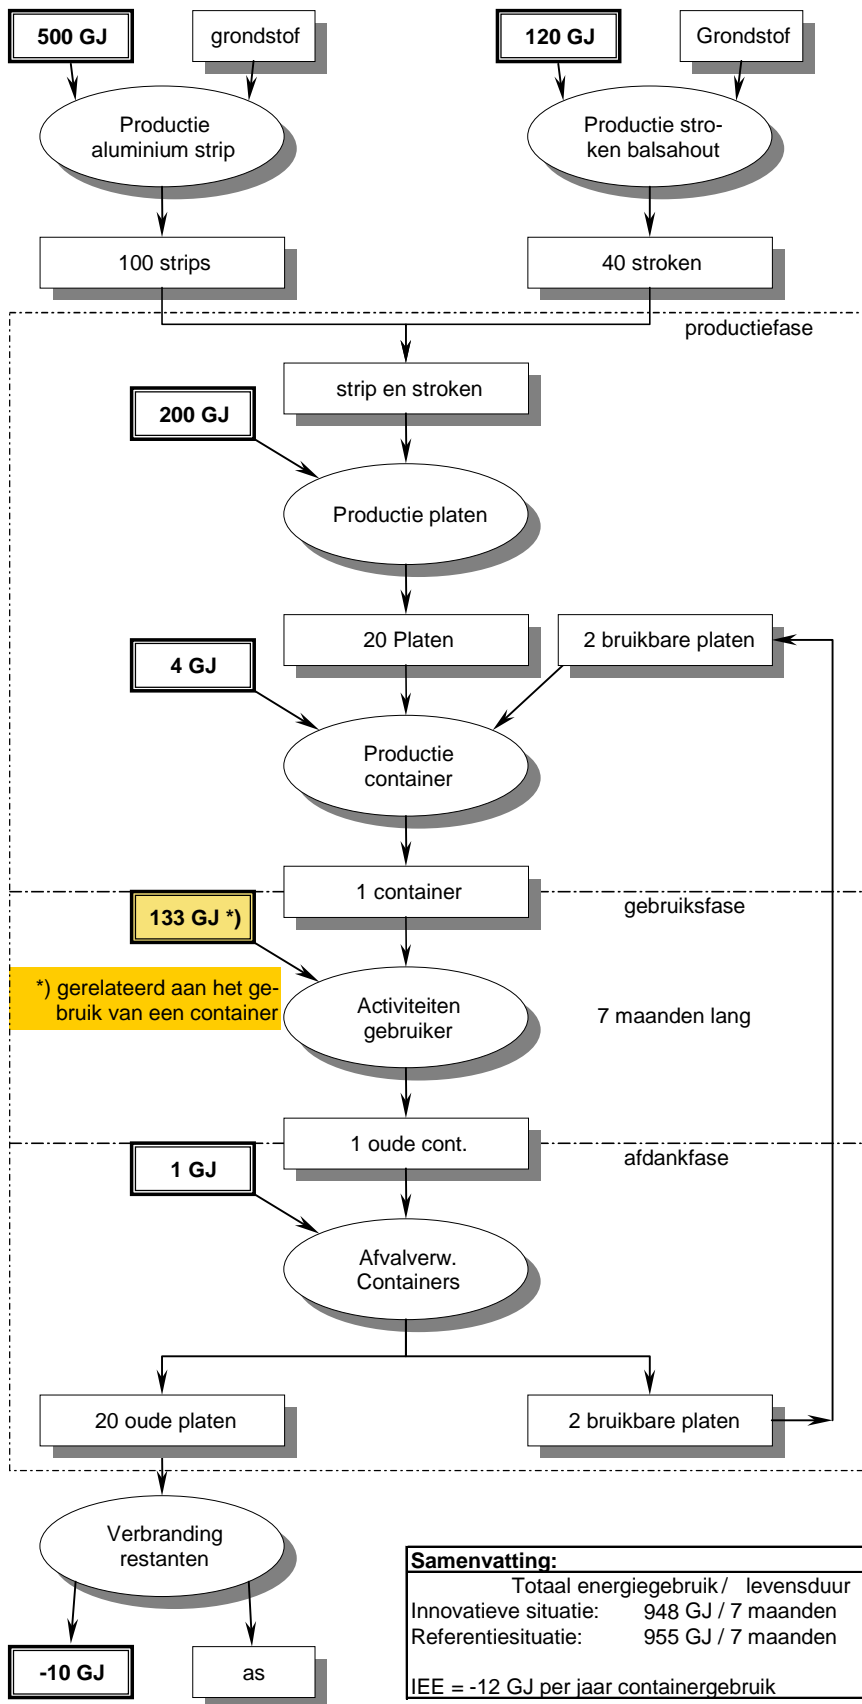 500 GJ
grondstof
120 GJ
Grondstof
Productie
aluminium strip
Productie stro-
ken balsahout
100 strips
40 stroken
productiefase
strip en stroken
200 GJ
Productie platen
20 Platen
2 bruikbare platen
4 GJ
Productie
container
1 container
gebruiksfase
133 GJ *)
*) gerelateerd aan het ge-
bruik van een container
Activiteiten
gebruiker
7 maanden lang
1 oude cont.
afdankfase
1 GJ
Afvalverw.
Containers
20 oude platen
2 bruikbare platen
Verbranding
restanten
-10 GJ
as
Samenvatting:
Totaal energiegebruik / levensduur
Innovatieve situatie: 948 GJ / 7 maanden
Referentiesituatie: 955 GJ / 7 maanden
IEE = -12 GJ per jaar containergebruik